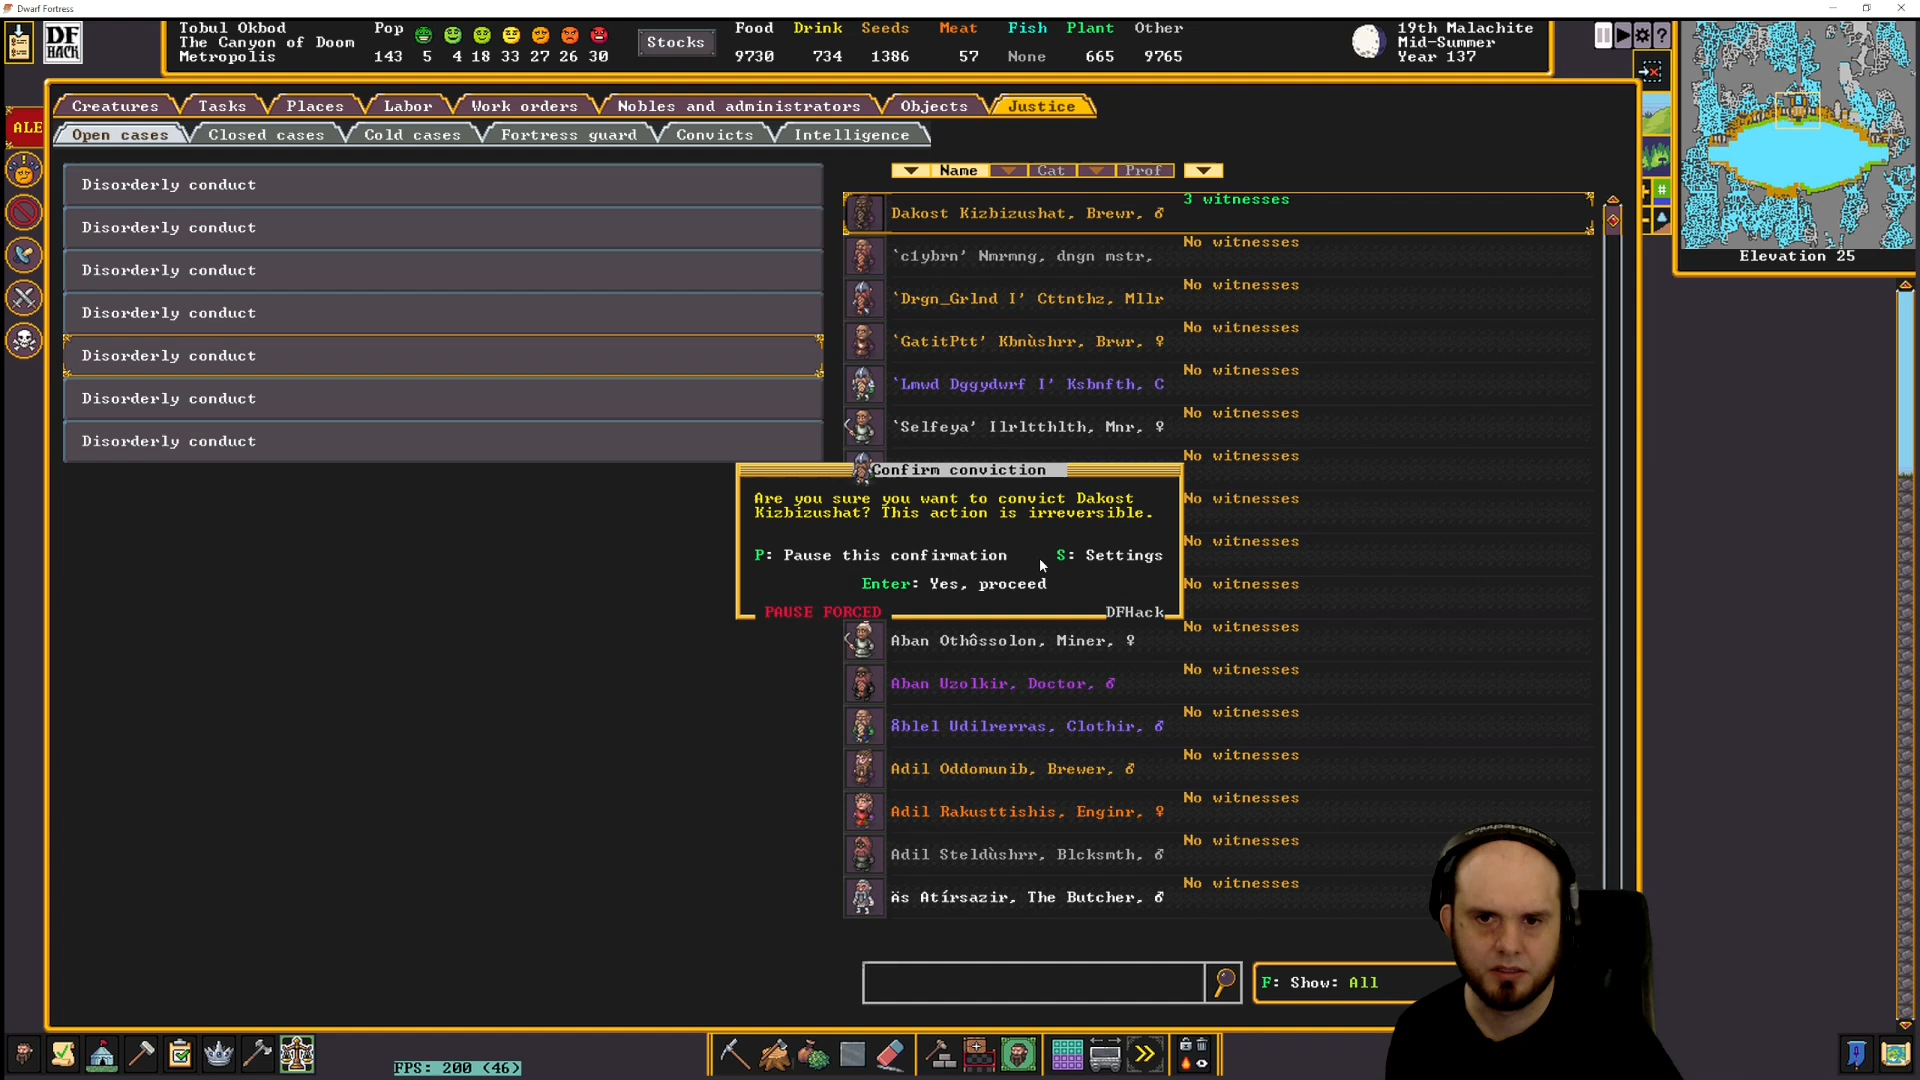 Dwarf Fortress
DF
HACK
Tobul Okbod
The Canyon of Doom
Metropolis
Pop
143 5 4 18 33 27 26 30
Stocks
Food Drink Seeds Meat Fish Plant Other
9730 734 1386 57 None 665 9765
19th Malachite
Mid-Summer
Year 137
Elevation 25
ALE
Creatures Tasks Places Labor Work orders Nobles and administrators Objects Justice
Open cases Closed cases Cold cases Fortress guard Convicts Intelligence
Disorderly conduct
Disorderly conduct
Disorderly conduct
Disorderly conduct
Disorderly conduct
Disorderly conduct
Disorderly conduct
Name Cat Prof
Dakost Kizbizushat, Brewr, ♂ 3 witnesses
`c1ybrn' Nmrmng, dngn mstr, No witnesses
`Drgn_Grlnd I' Cttnthz, Mllr No witnesses
`GatitPtt' Kbnùshrr, Brwr, ♀ No witnesses
`Lmwd Dggydwrf I' Ksbnfth, C No witnesses
`Selfeya' Ilrltthlth, Mnr, ♀ No witnesses
No witnesses
No witnesses
No witnesses
No witnesses
Confirm conviction
Are you sure you want to convict Dakost
Kizbizushat? This action is irreversible.
P: Pause this confirmation S: Settings
Enter: Yes, proceed
PAUSE FORCED DFHack
Aban Othôssolon, Miner, ♀ No witnesses
Aban Uzolkir, Doctor, ♂ No witnesses
Åblel Udilrerras, Clothir, ♂ No witnesses
Adil Oddomunib, Brewer, ♂ No witnesses
Adil Rakusttishis, Enginr, ♀ No witnesses
Adil Steldùshrr, Blcksmth, ♂ No witnesses
Äs Atírsazir, The Butcher, ♂ No witnesses
F: Show: All
FPS: 200 (46)